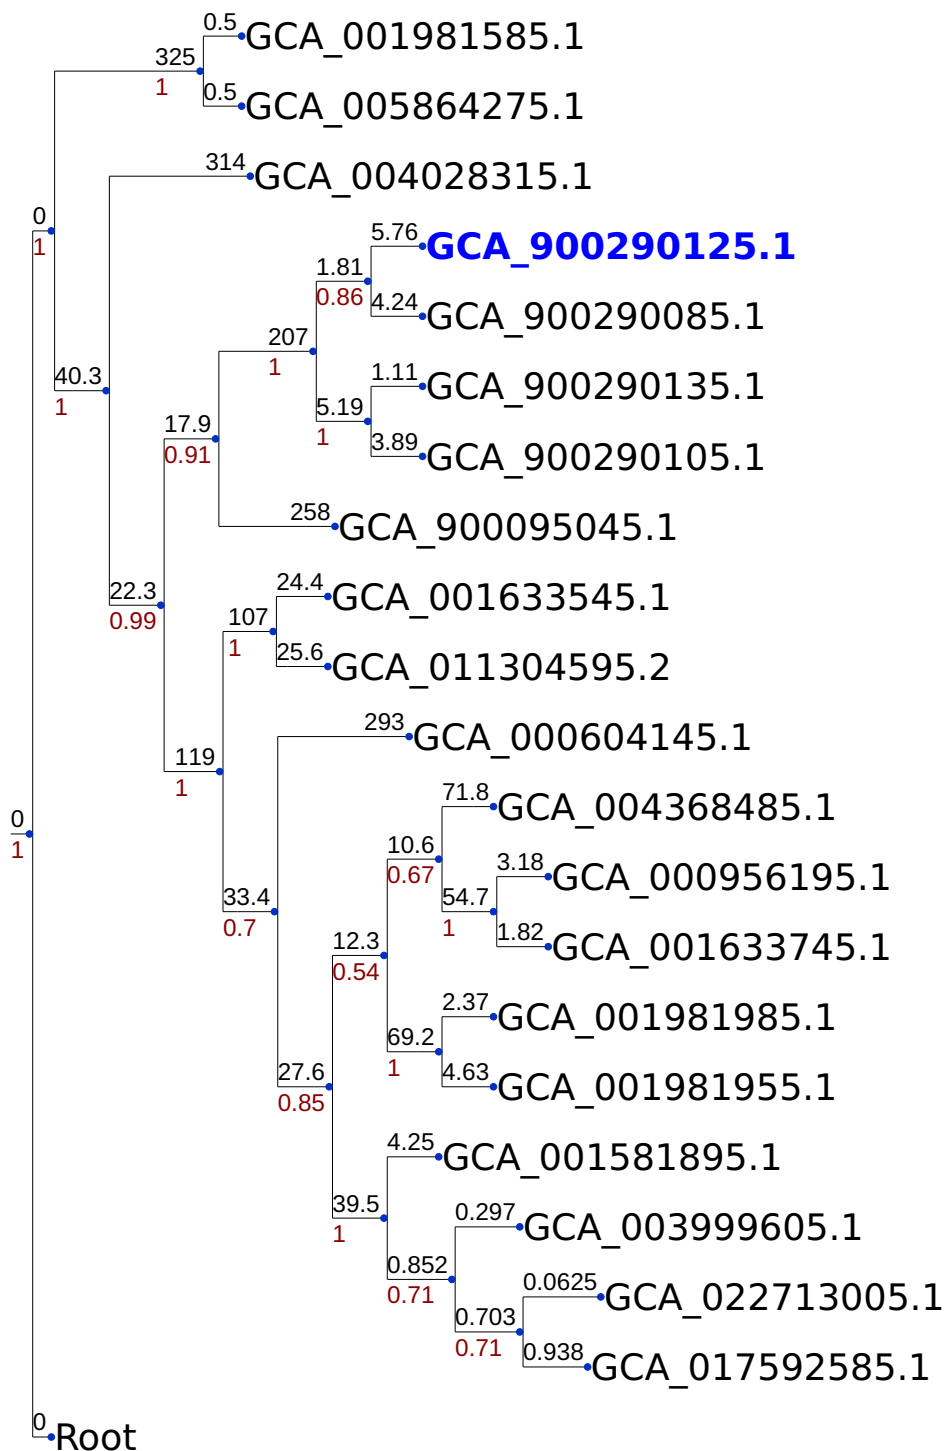 0.5
GCA_001981585.1
325
1
0.5
GCA_005864275.1
314
GCA_004028315.1
0
1
5.76
GCA_900290125.1
1.81
0.86
4.24
GCA_900290085.1
207
1
1.11
GCA_900290135.1
40.3
1
5.19
1
3.89
GCA_900290105.1
17.9
0.91
258
GCA_900095045.1
22.3
0.99
24.4
GCA_001633545.1
107
1
25.6
GCA_011304595.2
293
GCA_000604145.1
119
1
71.8
GCA_004368485.1
0
1
10.6
0.67
3.18
GCA_000956195.1
33.4
0.7
54.7
1
1.82
GCA_001633745.1
12.3
0.54
2.37
GCA_001981985.1
69.2
1
27.6
0.85
4.63
GCA_001981955.1
4.25
GCA_001581895.1
39.5
1
0.297
GCA_003999605.1
0.852
0.71
0.0625
GCA_022713005.1
0.703
0.71
0.938
GCA_017592585.1
0
Root